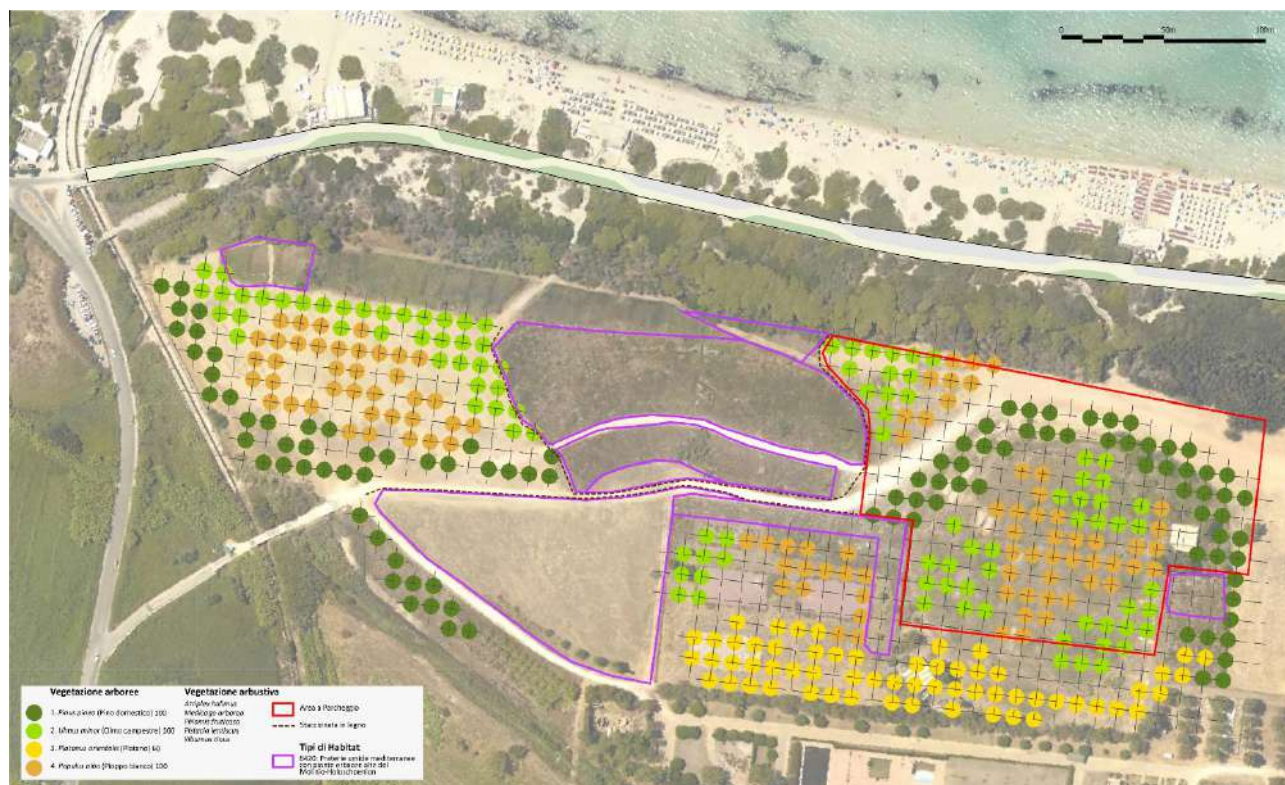 0 50m 100m
Vegetazione arboree
1. Pinus pinea (Pino domestico) 100
2. Ulmus minor (Olmo campestre) 100
3. Platanus orientalis (Platano) 60
4. Populus alba (Pioppo bianco) 100
Vegetazione arbustiva
Atriplex halimus
Medicago arborea
Phlomis fruticosa
Pistacia lentiscus
Viburnum tinus
Area a Parcheggio
Staccionata in legno
Tipi di Habitat
6420: Praterie umide mediterranee
con piante erbacee alte del
Molinio-Holoschoenion